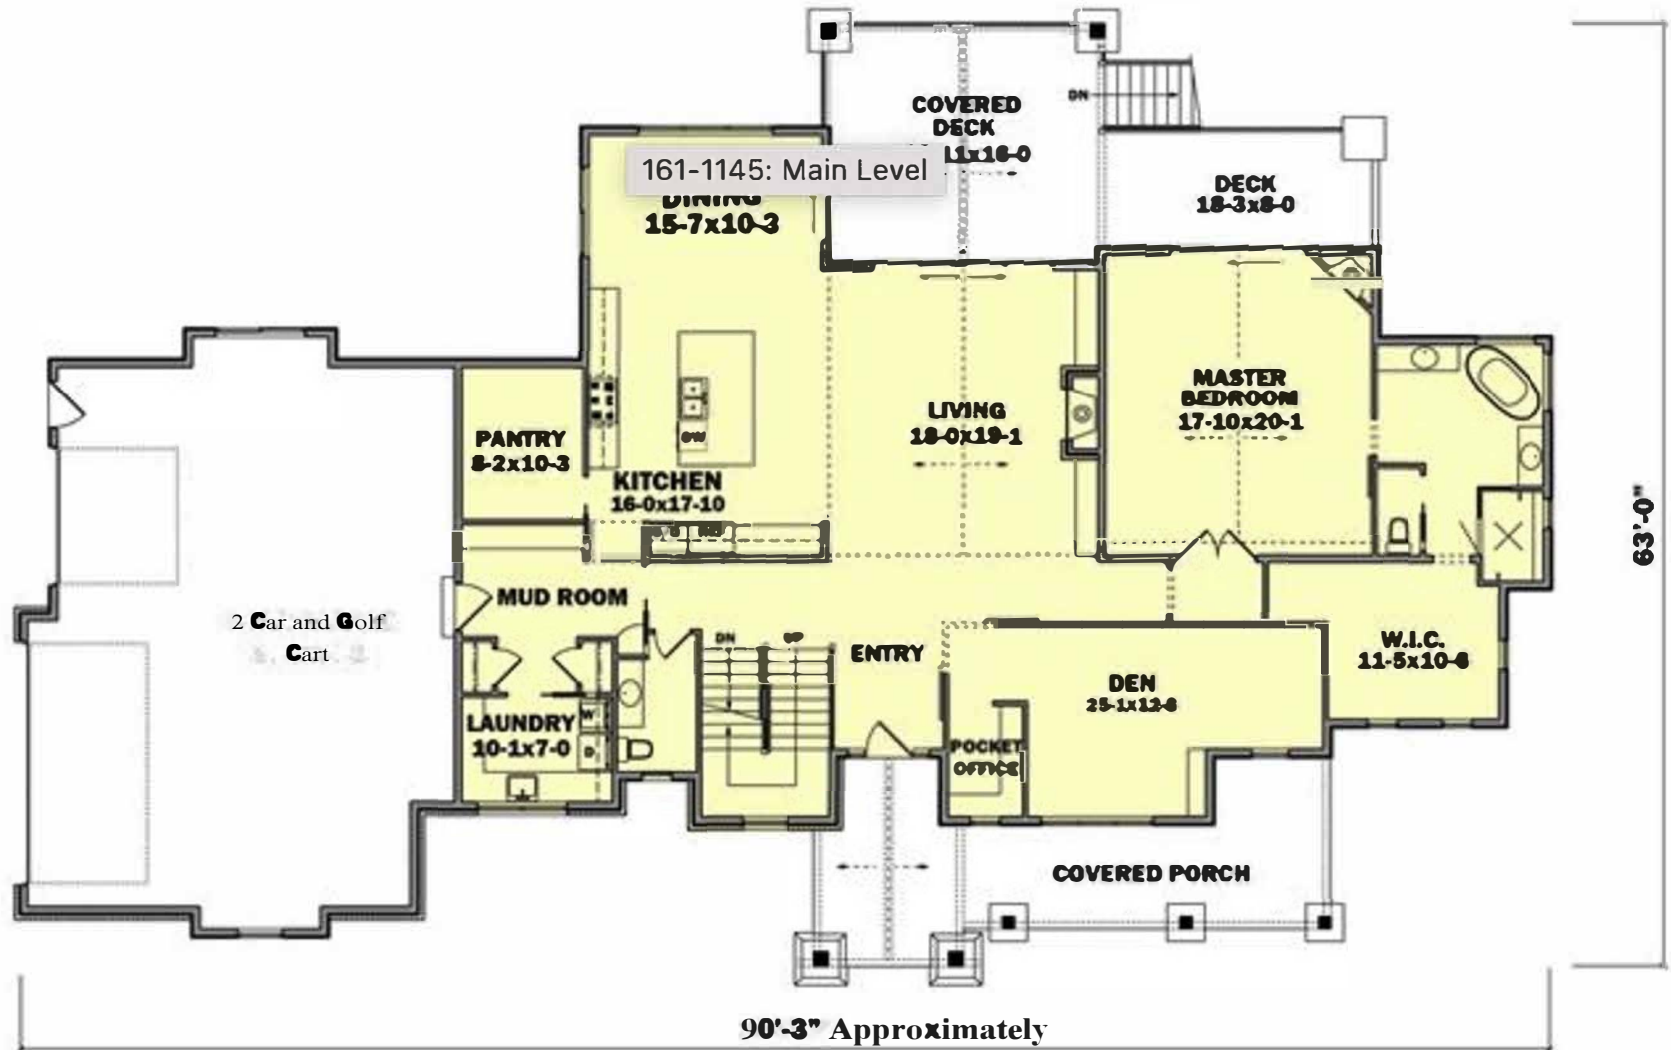 COVERED
DECK
11x16-0
DN
161-1145: Main Level
DECK
18-3x8-0
DINING
15-7x10-3
MASTER
BEDROOM
17-10x20-1
LIVING
18-0x19-1
PANTRY
8-2x10-3
DW
KITCHEN
16-0x17-10
MUD ROOM
2 Car and Golf
Cart
DN
UP
ENTRY
W.I.C.
11-5x10-6
DEN
25-1x12-6
LAUNDRY
10-1x7-0
W
D
POCKET
OFFICE
COVERED PORCH
63'-0"
90'-3" Approximately